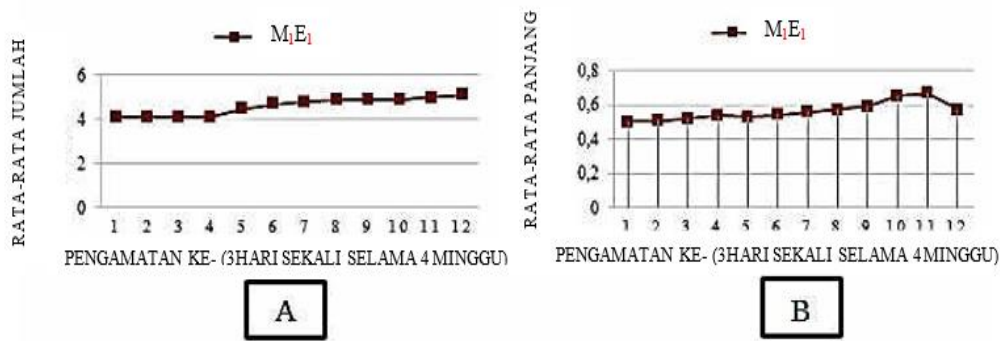 M₁E₁
RATA-RATA JUMLAH
6
4
2
0
1 2 3 4 5 6 7 8 9 10 11 12
PENGAMATAN KE- (3HARI SEKALI SELAMA 4 MINGGU)
A
M₁E₁
RATA-RATA PANJANG
0,8
0,6
0,4
0,2
0
1 2 3 4 5 6 7 8 9 10 11 12
PENGAMATAN KE- (3HARI SEKALI SELAMA 4 MINGGU)
B